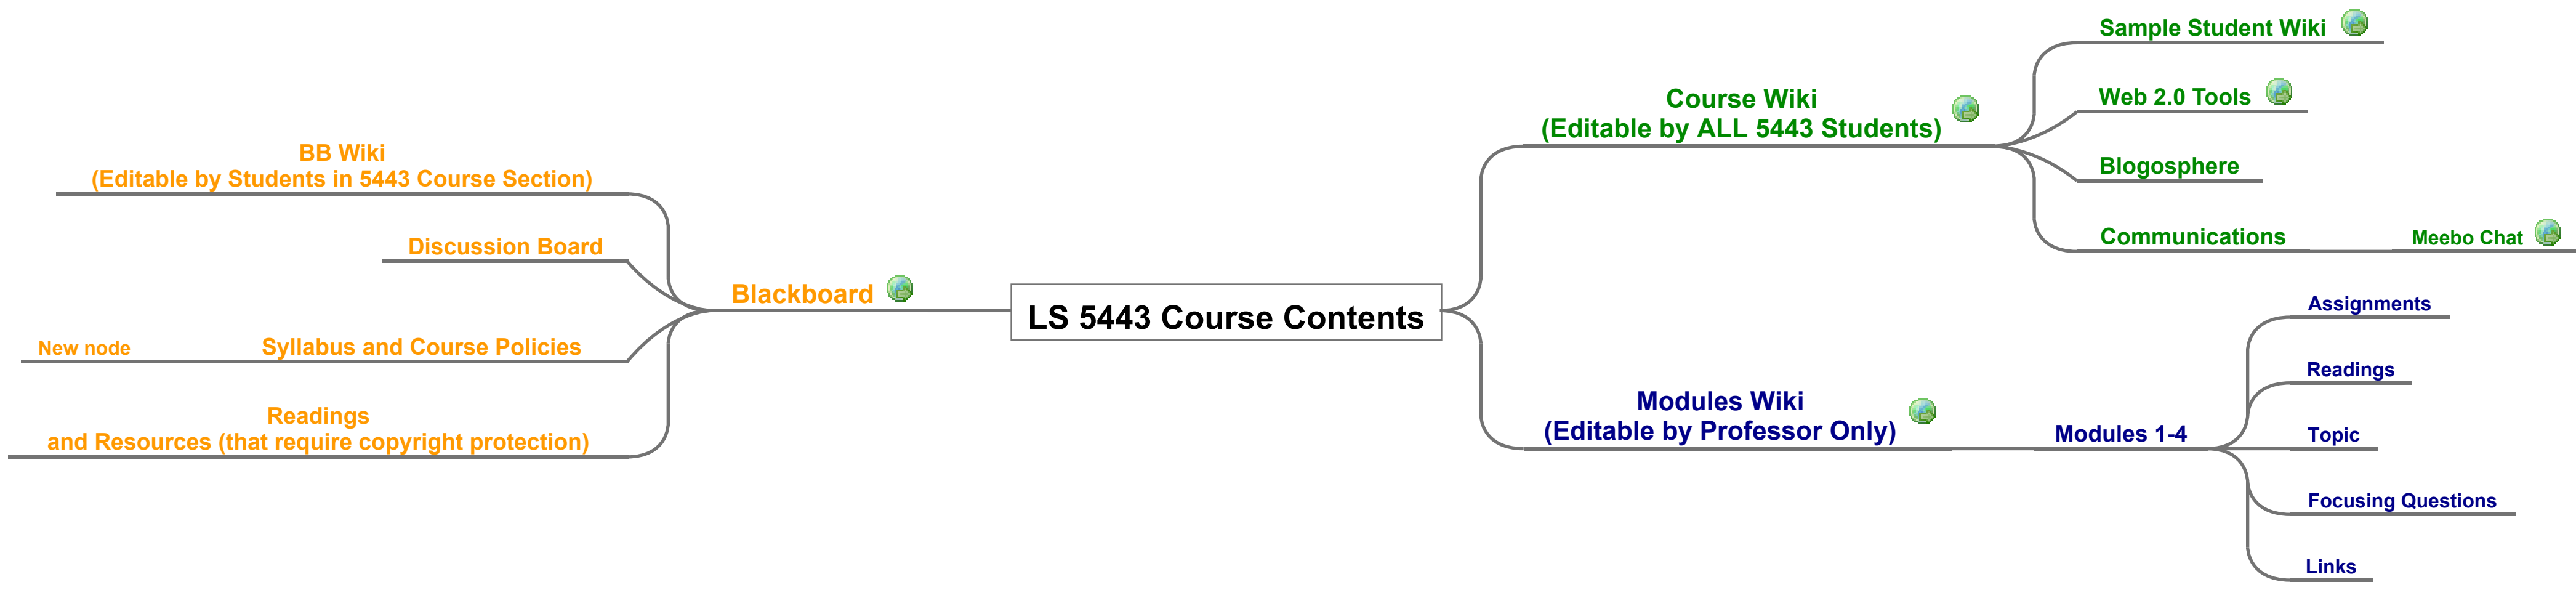 LS 5443 Course Contents
Course Wiki
(Editable by ALL 5443 Students)
Sample Student Wiki
Web 2.0 Tools
Blogosphere
Communications
Meebo Chat
Modules Wiki
(Editable by Professor Only)
Modules 1-4
Assignments
Readings
Topic
Focusing Questions
Links
Blackboard
BB Wiki
(Editable by Students in 5443 Course Section)
Discussion Board
Syllabus and Course Policies
New node
Readings
and Resources (that require copyright protection)